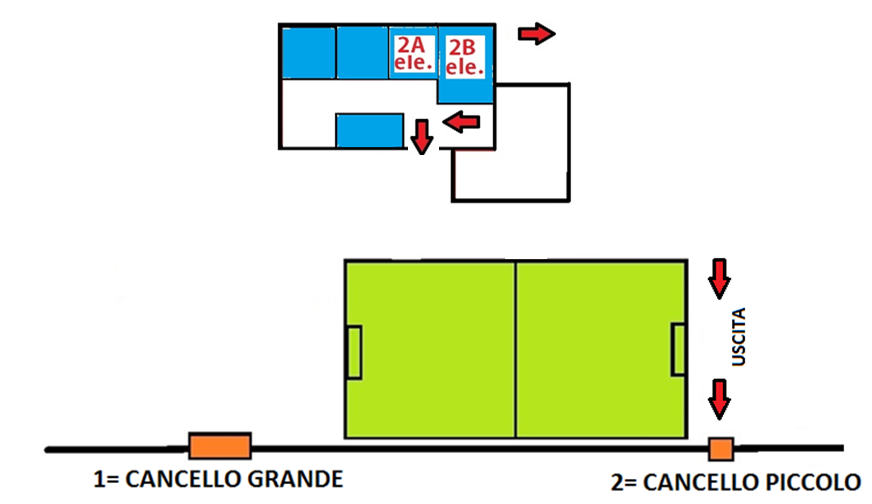 2A
ele.
2B
ele.
USCITA
1= CANCELLO GRANDE
2= CANCELLO PICCOLO